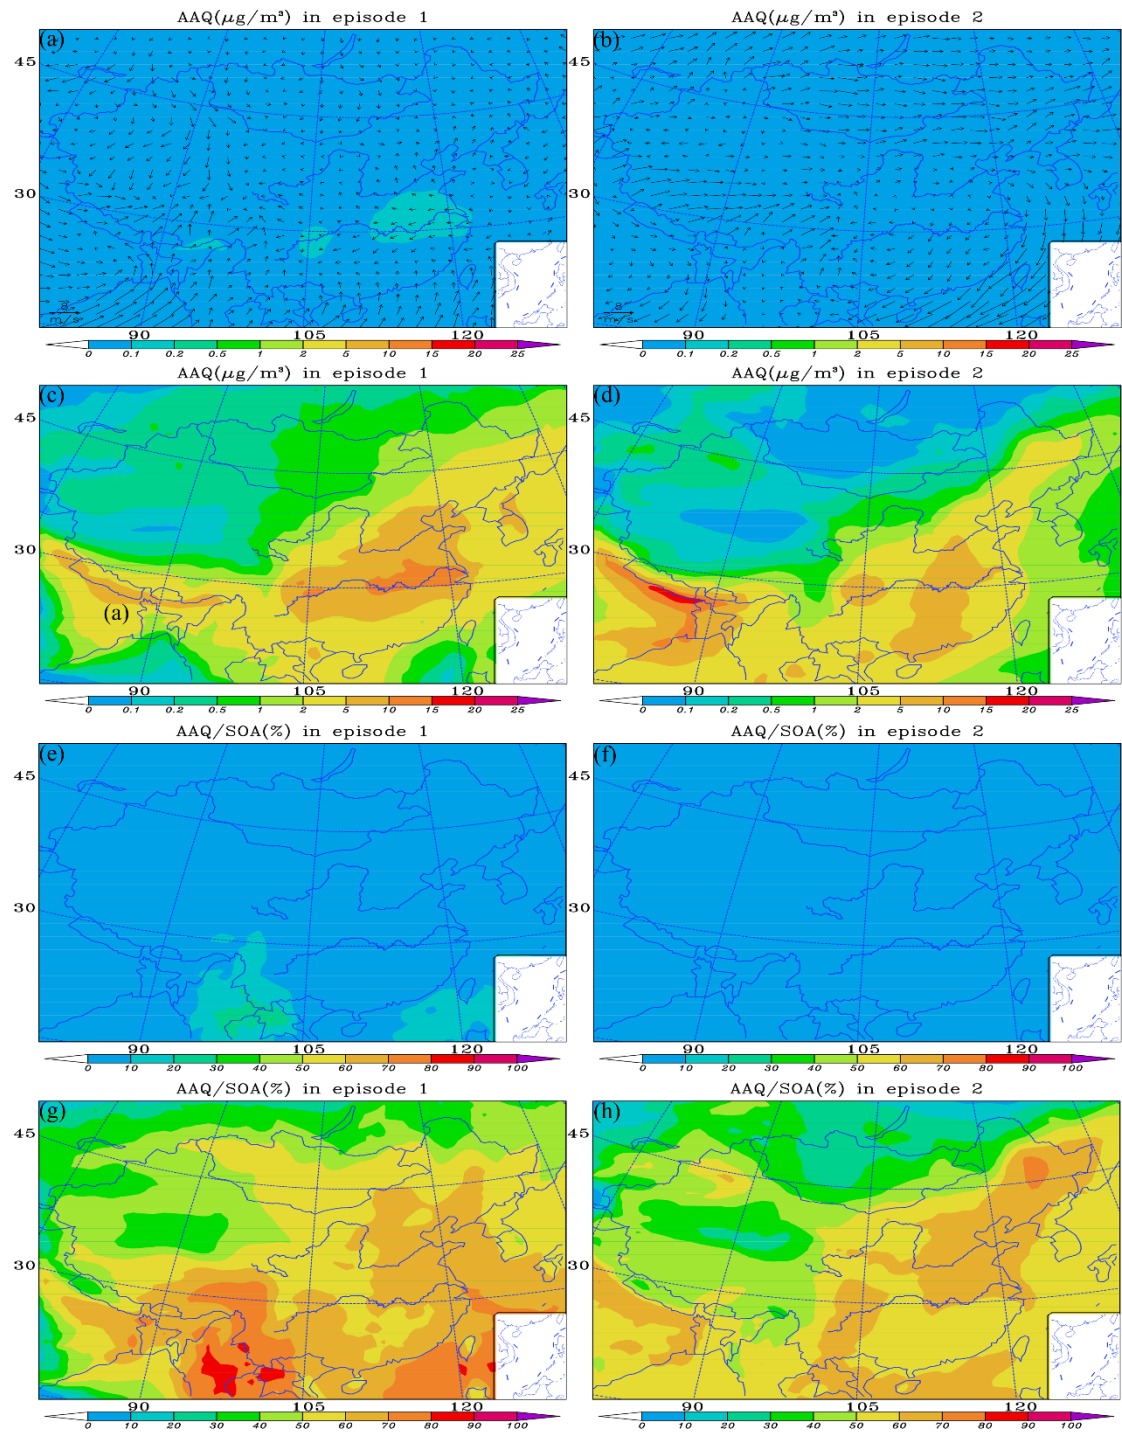 AAQ(μg/m³) in episode 1 AAQ(μg/m³) in episode 2
(a) (b)
45
30
8
m/s
8
m/s
90 105 120 90 105 120
0 0.1 0.2 0.5 1 2 5 10 15 20 25 0 0.1 0.2 0.5 1 2 5 10 15 20 25
AAQ(μg/m³) in episode 1 AAQ(μg/m³) in episode 2
(c) (d)
45
30
(a)
90 105 120 90 105 120
0 0.1 0.2 0.5 1 2 5 10 15 20 25 0 0.1 0.2 0.5 1 2 5 10 15 20 25
AAQ/SOA(%) in episode 1 AAQ/SOA(%) in episode 2
(e) (f)
45
30
90 105 120 90 105 120
0 10 20 30 40 50 60 70 80 90 100 0 10 20 30 40 50 60 70 80 90 100
AAQ/SOA(%) in episode 1 AAQ/SOA(%) in episode 2
(g) (h)
45
30
90 105 120 90 105 120
0 10 20 30 40 50 60 70 80 90 100 0 10 20 30 40 50 60 70 80 90 100